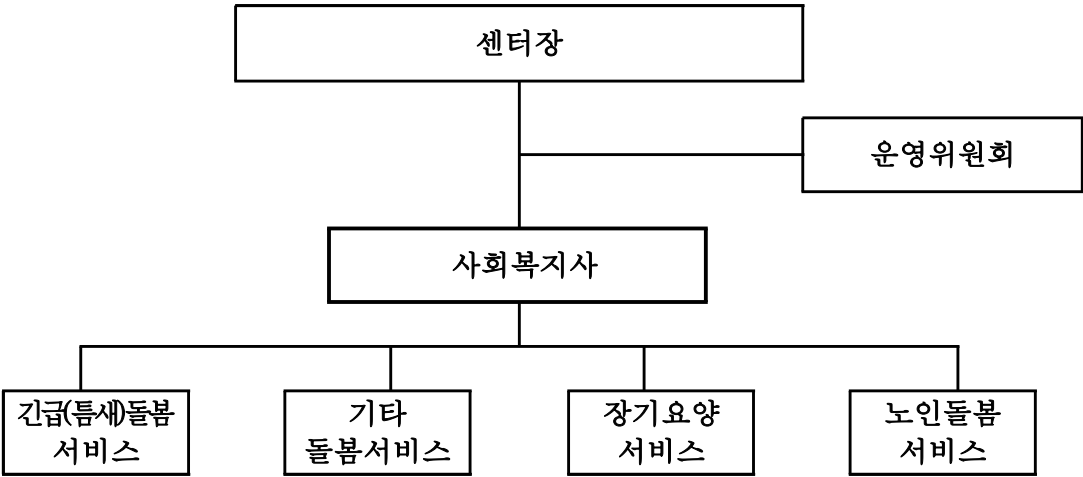 센터장
운영위원회
사회복지사
긴급(틈새)돌봄
서비스
기타
돌봄서비스
장기요양
서비스
노인돌봄
서비스